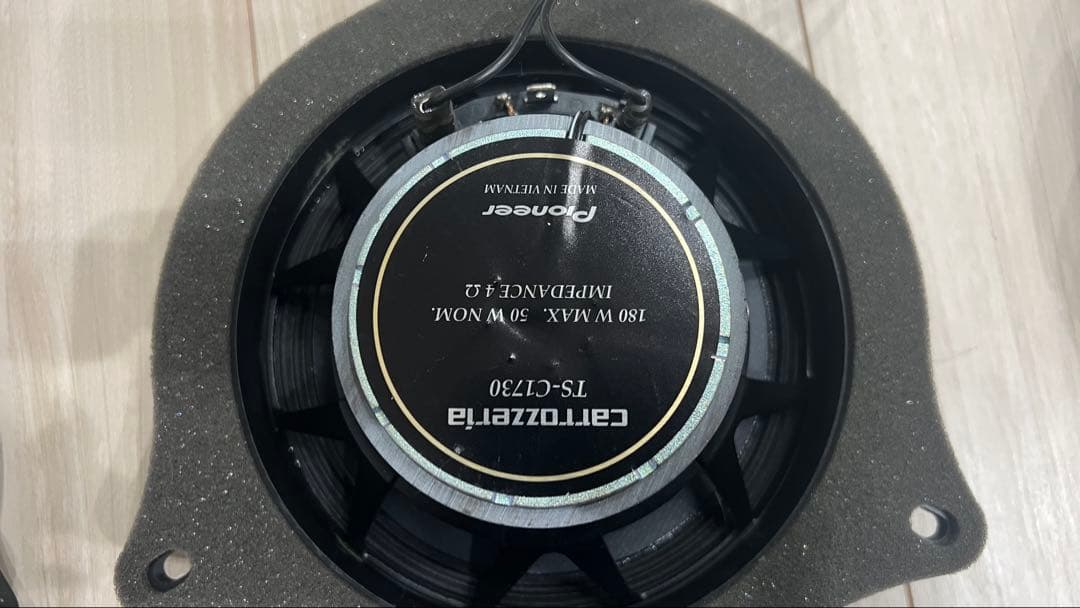 carrozzeria
TS-C1730
180 W MAX. 50 W NOM.
IMPEDANCE 4 Ω
Pioneer
MADE IN VIETNAM